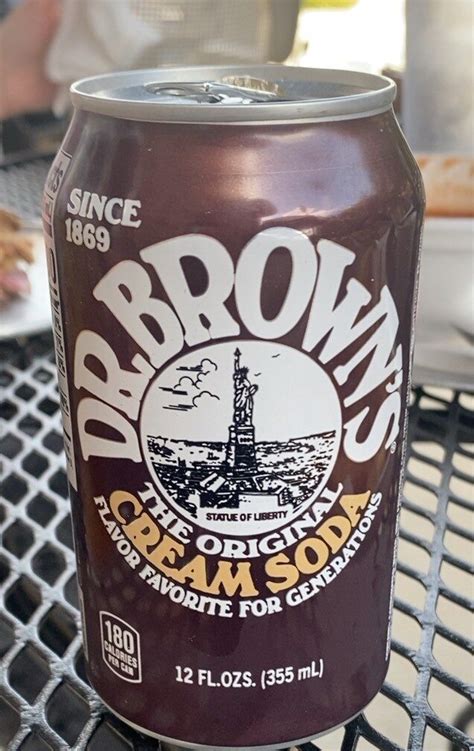 SINCE
1869
DR. BROWN'S®
STATUE OF LIBERTY
THE ORIGINAL
CREAM SODA
FLAVOR FAVORITE FOR GENERATIONS
180
CALORIES
PER CAN
12 FL.OZS. (355 mL)